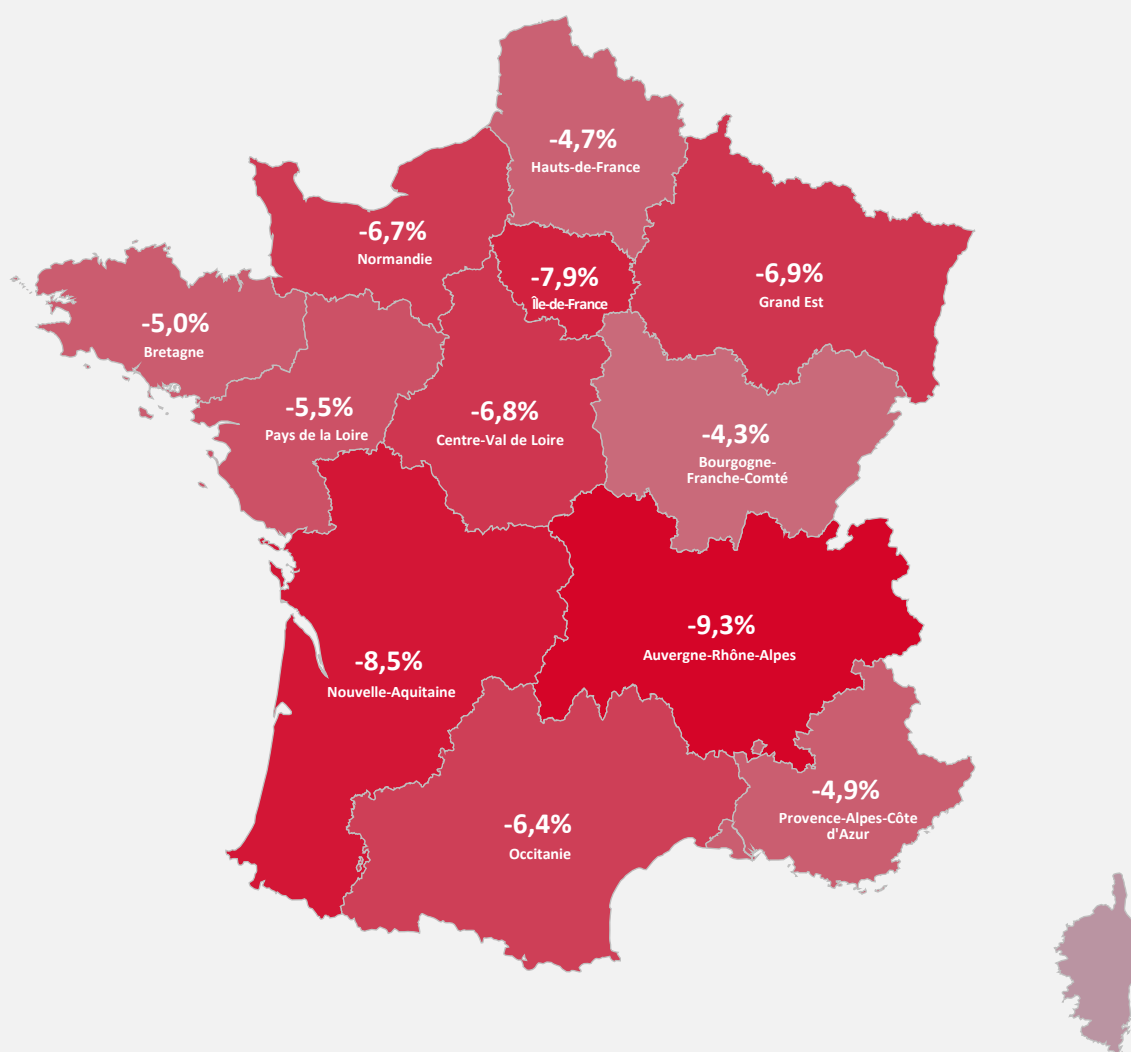 -4,7%
Hauts-de-France
-6,7%
Normandie
-7,9%
Île-de-France
-6,9%
Grand Est
-5,0%
Bretagne
-5,5%
Pays de la Loire
-6,8%
Centre-Val de Loire
-4,3%
Bourgogne-
Franche-Comté
-8,5%
Nouvelle-Aquitaine
-9,3%
Auvergne-Rhône-Alpes
-6,4%
Occitanie
-4,9%
Provence-Alpes-Côte
d'Azur